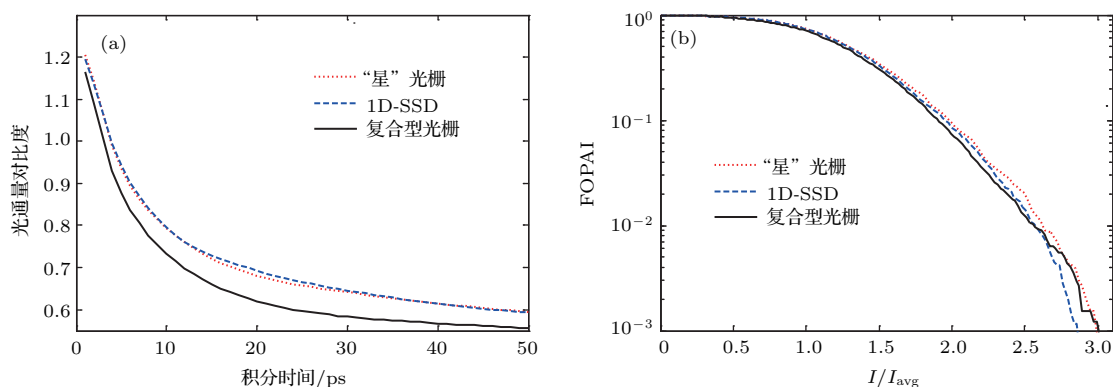 (a)
1.2
1.1
1.0
0.9
0.8
0.7
0.6
0
10
20
30
40
50
光通量对比度
积分时间/ps
“星”光栅
1D-SSD
复合型光栅
(b)
10⁰
10⁻¹
10⁻²
10⁻³
0
0.5
1.0
1.5
2.0
2.5
3.0
FOPAI
I/Iavg
“星”光栅
1D-SSD
复合型光栅